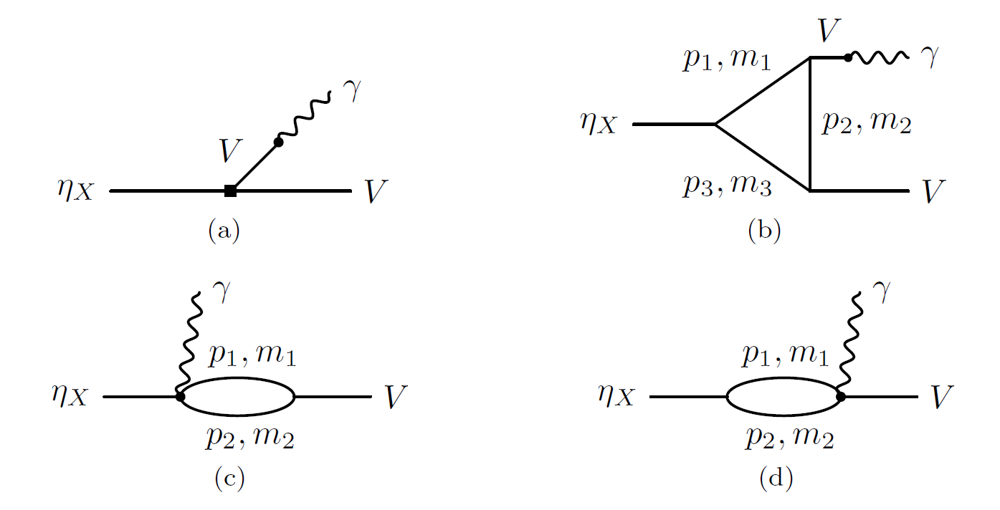 γ
V
η_X V
(a)
V
p_1, m_1 γ
η_X p_2, m_2
p_3, m_3 V
(b)
γ
p_1, m_1
η_X V
p_2, m_2
(c)
γ
p_1, m_1
η_X V
p_2, m_2
(d)